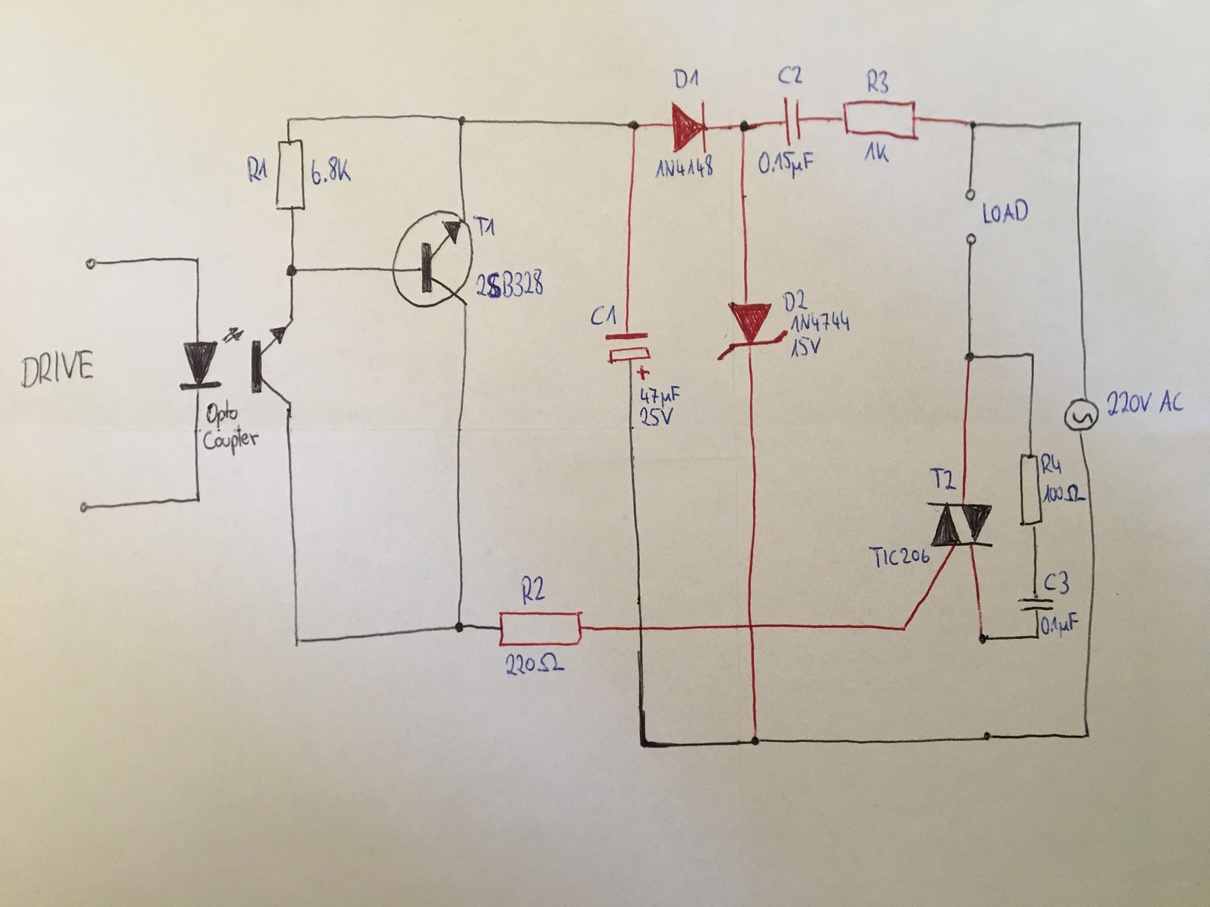 D1
C2
R3
1N4148
0.15µF
1K
R1
6.8K
T1
2SB328
LOAD
C1
D2
1N4744
15V
DRIVE
+
47µF
25V
Opto
Coupler
220V AC
T2
R4
100Ω
TIC206
C3
0.1µF
R2
220Ω